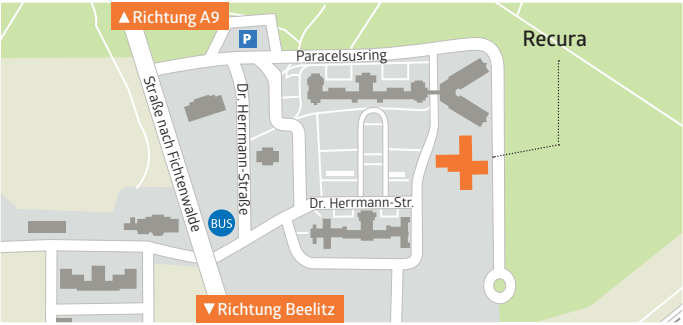 ▲Richtung A9
P
Recura
Paracelsusring
Straße nach Fichtenwalde
Dr. Herrmann-Straße
Dr. Herrmann-Str.
BUS
▼Richtung Beelitz